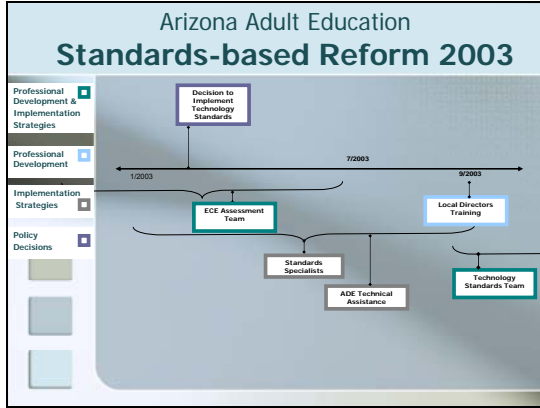 Arizona Adult Education
Standards-based Reform 2003
Professional
Development &
Implementation
Strategies
Professional
Development
Implementation
Strategies
Policy
Decisions
Decision to
Implement
Technology
Standards
1/2003
7/2003
9/2003
ECE Assessment
Team
Local Directors
Training
Standards
Specialists
ADE Technical
Assistance
Technology
Standards Team